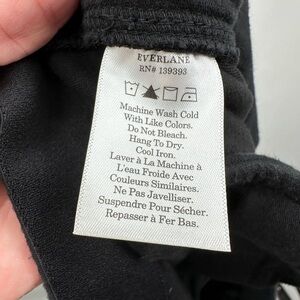 EVERLANE
RN# 139393
Machine Wash Cold
With Like Colors.
Do Not Bleach.
Hang To Dry.
Cool Iron.
Laver à La Machine à
L'eau Froide Avec
Couleurs Similaires.
Ne Pas Javelliser.
Suspendre Pour Sécher.
Repasser à Fer Bas.